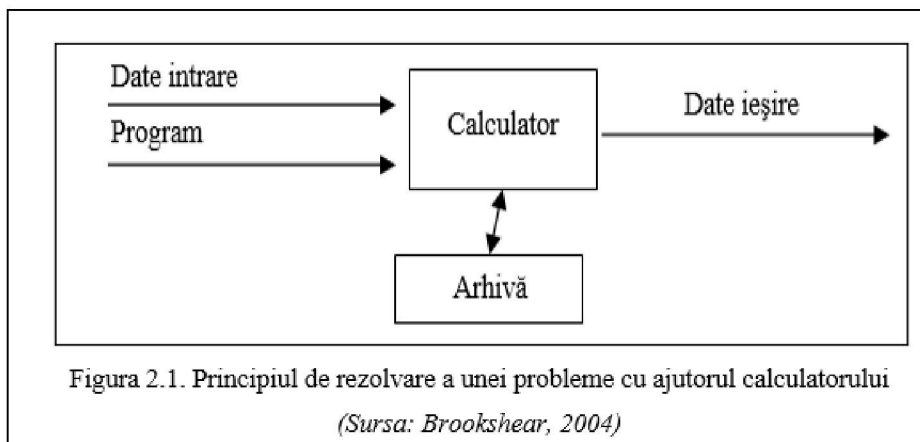 Date intrare
Program
Calculator
Date ieşire
Arhivă
Figura 2.1. Principiul de rezolvare a unei probleme cu ajutorul calculatorului
(Sursa: Brookshear, 2004)